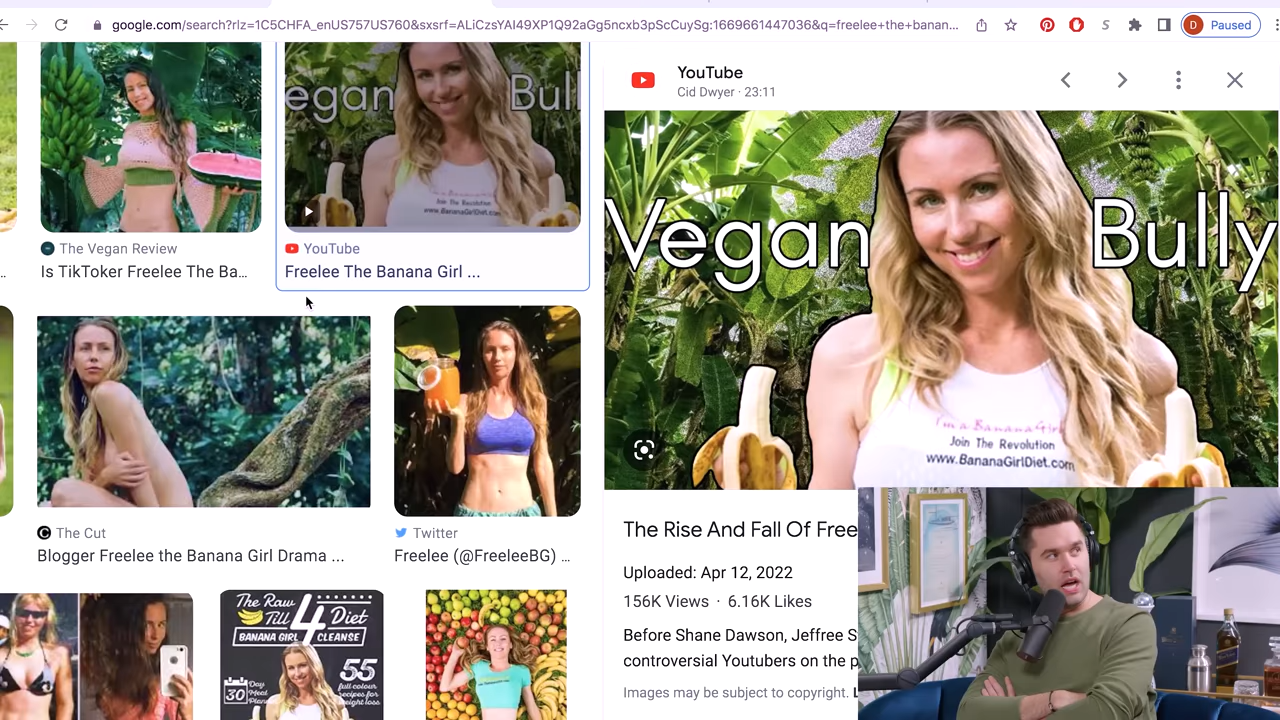 google.com/search?rlz=1C5CHFA_enUS757US760&sxsrf=ALiCzsYAI49XP1Q92aGg5ncxb3pScCuySg:1669661447036&q=freelee+the+banan...
S
D Paused
egan Bull
The Vegan Review
Is TikToker Freelee The Ba...
YouTube
Freelee The Banana Girl ...
The Cut
Blogger Freelee the Banana Girl Drama ...
Twitter
Freelee (@FreeleeBG) ...
The Raw
Till 4 Diet
BANANA GIRL CLEANSE
30 Day
Meal
Plan
55
full colour
recipes for
weight loss
YouTube
Cid Dwyer · 23:11
Vegan Bully
I'm a BananaGirl
Join The Revolution
www.BananaGirlDiet.com
The Rise And Fall Of Free
Uploaded: Apr 12, 2022
156K Views · 6.16K Likes
Before Shane Dawson, Jeffree S
controversial Youtubers on the p
Images may be subject to copyright. L